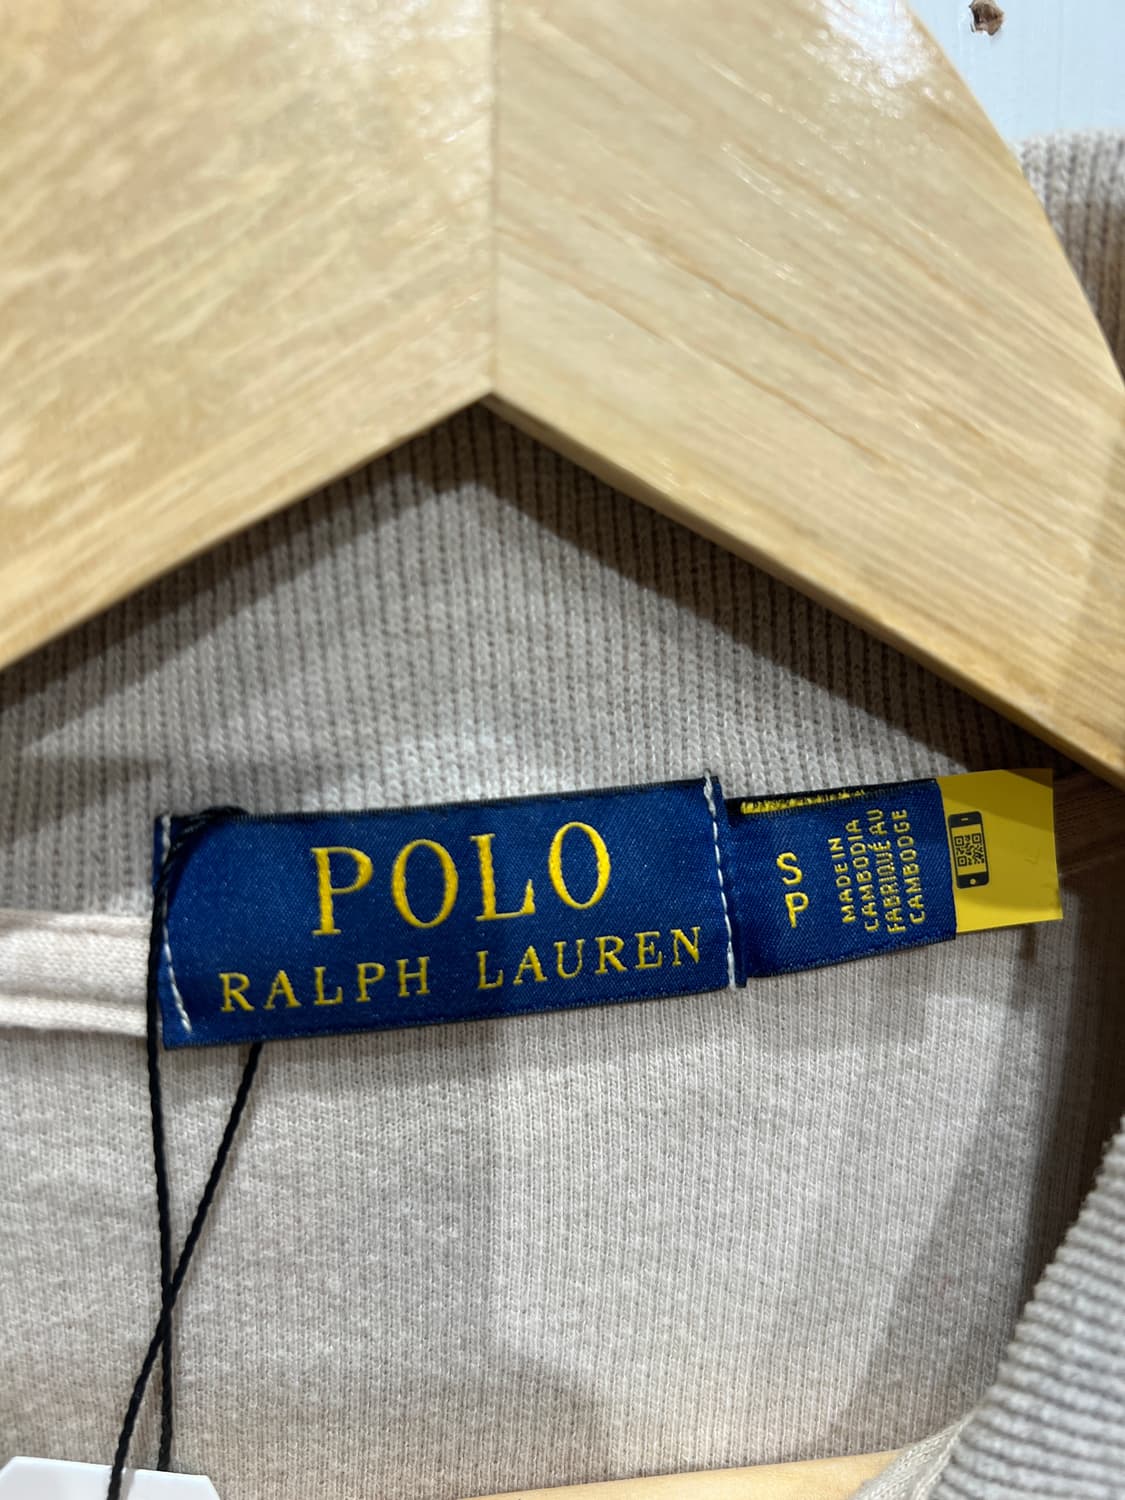 POLO
RALPH LAUREN
S
P
MADE IN
CAMBODIA
FABRIQUÉ AU
CAMBODGE